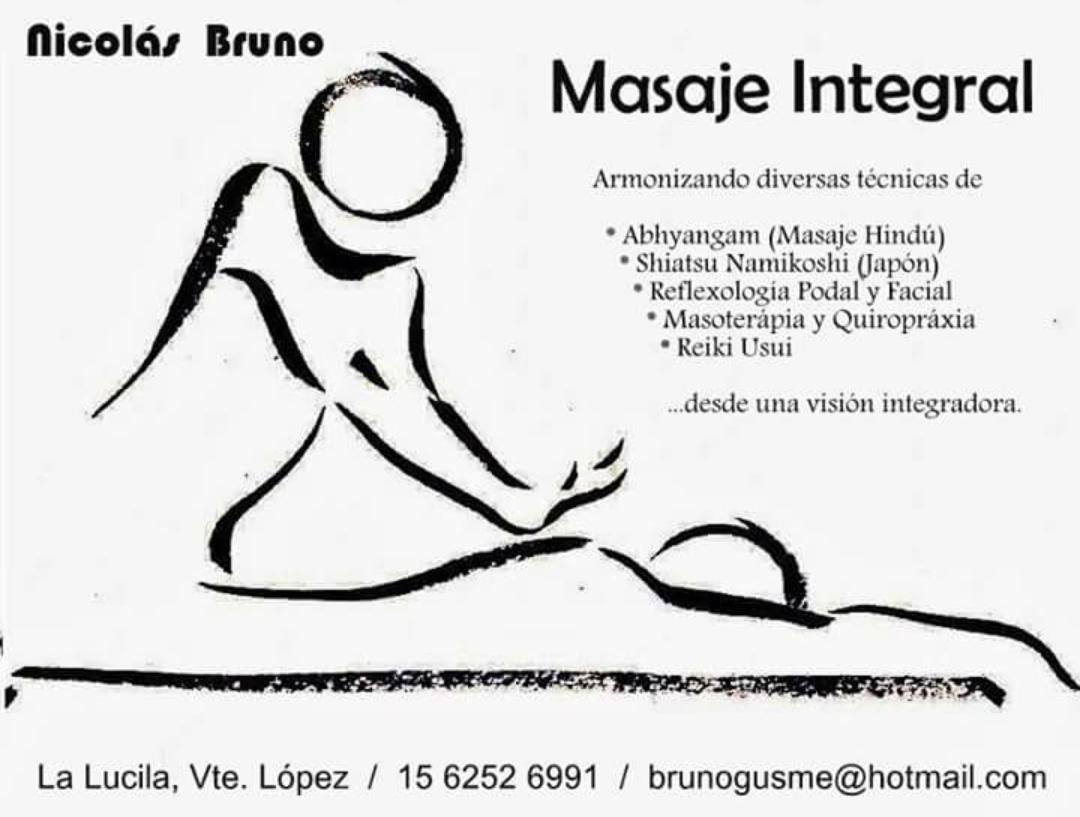 Nicolás Bruno
Masaje Integral
Armonizando diversas técnicas de
• Abhyangam (Masaje Hindú)
• Shiatsu Namikoshi (Japón)
• Reflexología Podal y Facial
• Masoterápia y Quiropráxia
• Reiki Usui
...desde una visión integradora.
La Lucila, Vte. López / 15 6252 6991 / brunogusme@hotmail.com